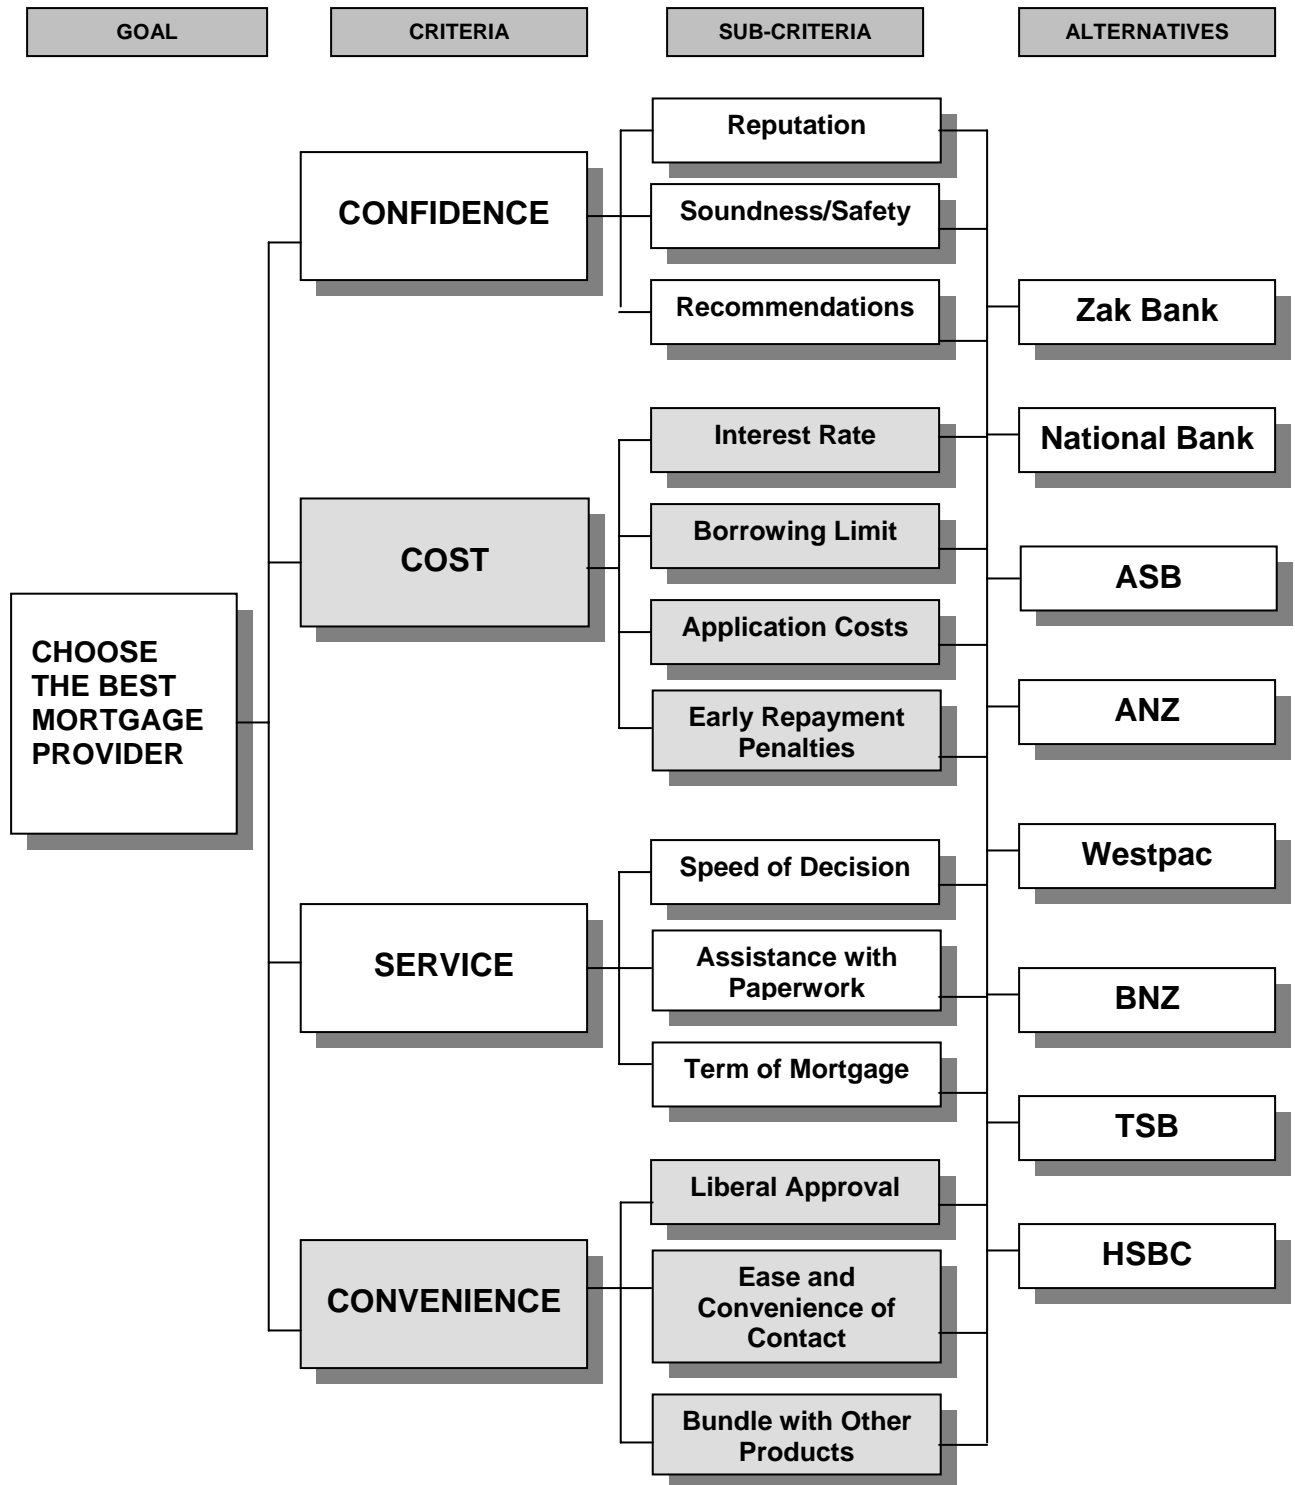 GOAL
CRITERIA
SUB-CRITERIA
ALTERNATIVES
CHOOSE
THE BEST
MORTGAGE
PROVIDER
CONFIDENCE
Reputation
Soundness/Safety
Recommendations
COST
Interest Rate
Borrowing Limit
Application Costs
Early Repayment
Penalties
SERVICE
Speed of Decision
Assistance with
Paperwork
Term of Mortgage
CONVENIENCE
Liberal Approval
Ease and
Convenience of
Contact
Bundle with Other
Products
Zak Bank
National Bank
ASB
ANZ
Westpac
BNZ
TSB
HSBC